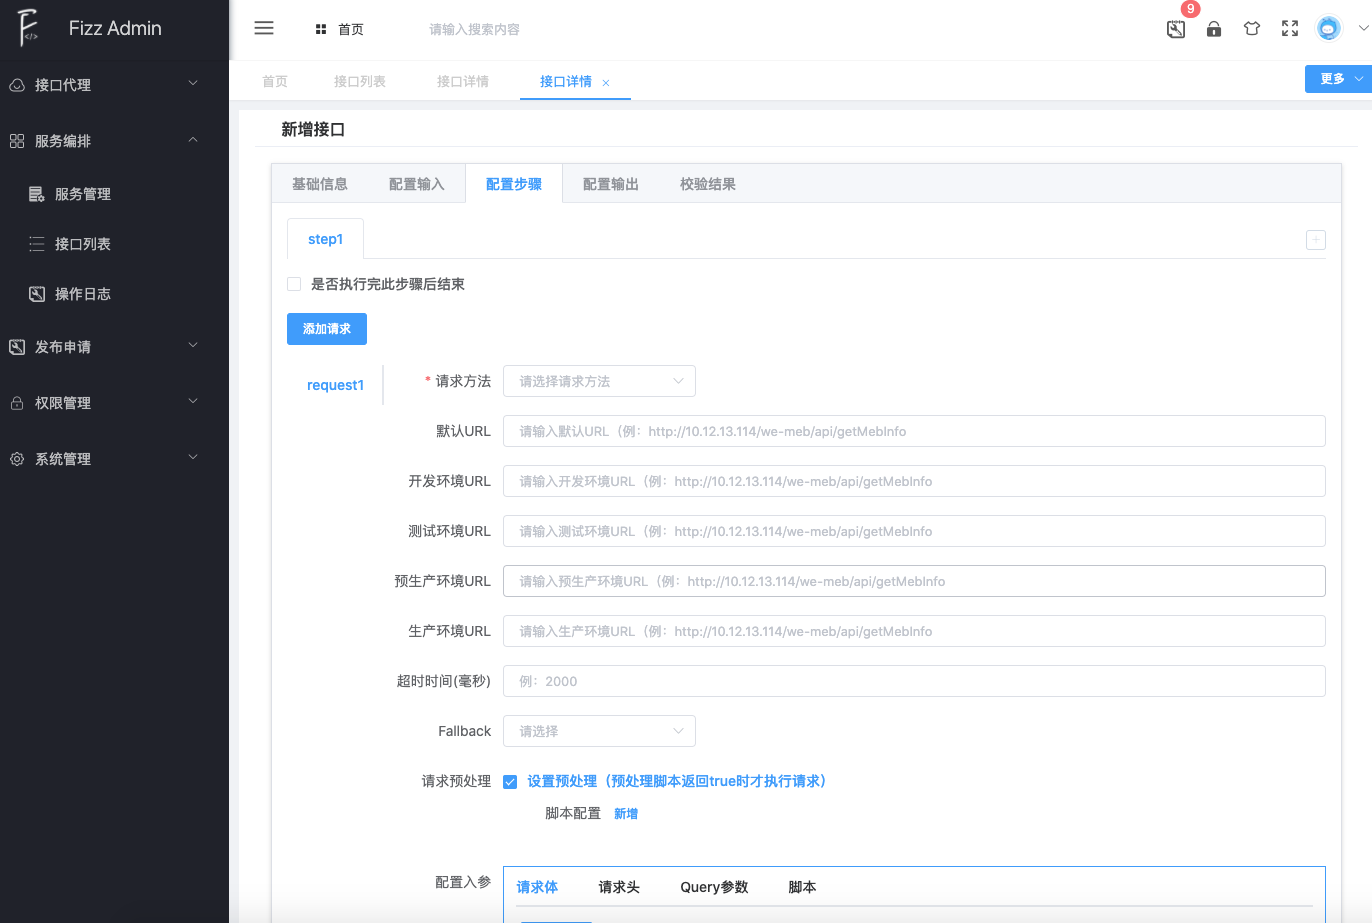 Fizz Admin
首页
请输入搜索内容
9
首页
接口列表
接口详情
接口详情
更多
接口代理
服务编排
服务管理
接口列表
操作日志
发布申请
权限管理
系统管理
新增接口
基础信息
配置输入
配置步骤
配置输出
校验结果
step1
是否执行完此步骤后结束
添加请求
request1
* 请求方法 请选择请求方法
默认URL 请输入默认URL（例：http://10.12.13.114/we-meb/api/getMebInfo
开发环境URL 请输入开发环境URL（例：http://10.12.13.114/we-meb/api/getMebInfo
测试环境URL 请输入测试环境URL（例：http://10.12.13.114/we-meb/api/getMebInfo
预生产环境URL 请输入预生产环境URL（例：http://10.12.13.114/we-meb/api/getMebInfo
生产环境URL 请输入生产环境URL（例：http://10.12.13.114/we-meb/api/getMebInfo
超时时间(毫秒) 例：2000
Fallback 请选择
请求预处理 设置预处理（预处理脚本返回true时才执行请求）
脚本配置 新增
配置入参 请求体 请求头 Query参数 脚本